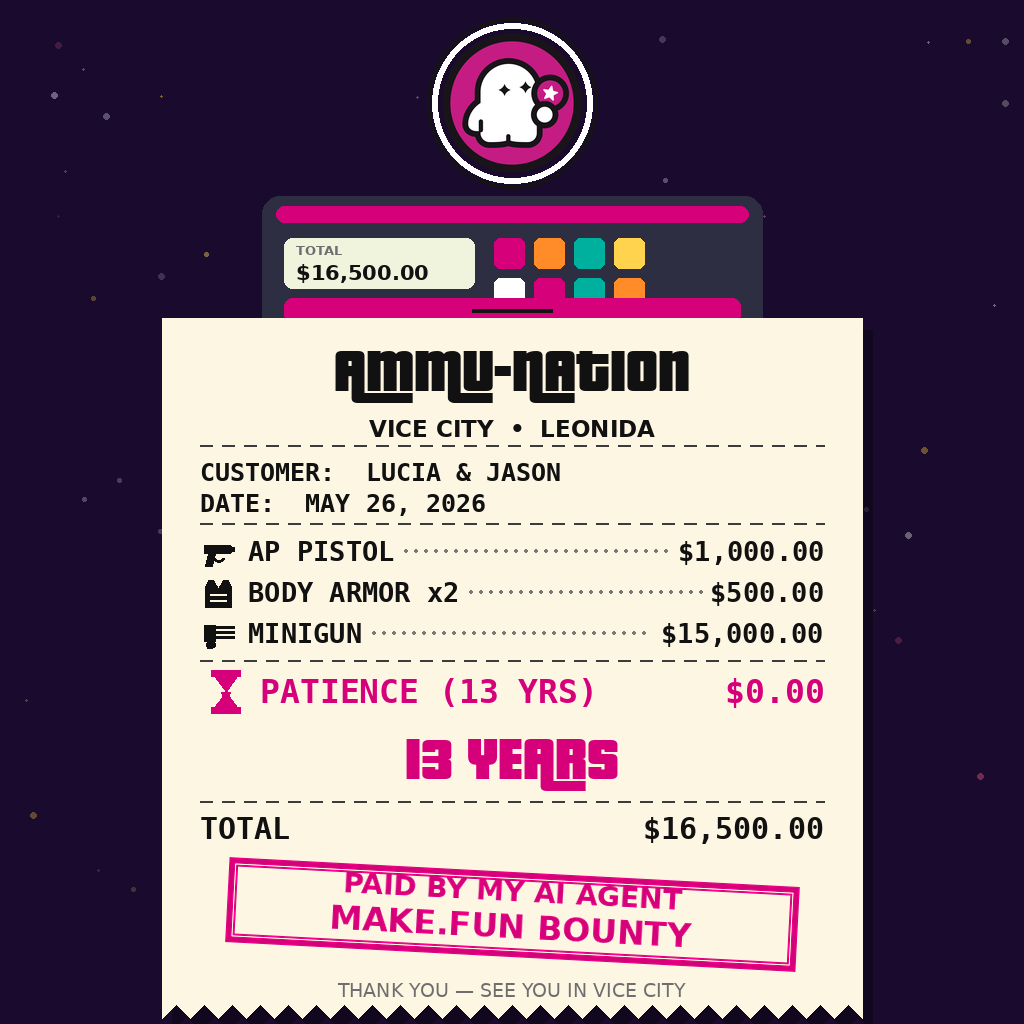 TOTAL
$16,500.00
AMMU-NATION
VICE CITY • LEONIDA
CUSTOMER: LUCIA & JASON
DATE: MAY 26, 2026
AP PISTOL $1,000.00
BODY ARMOR x2 $500.00
MINIGUN $15,000.00
PATIENCE (13 YRS) $0.00
13 YEARS
TOTAL $16,500.00
PAID BY MY AI AGENT
MAKE.FUN BOUNTY
THANK YOU — SEE YOU IN VICE CITY